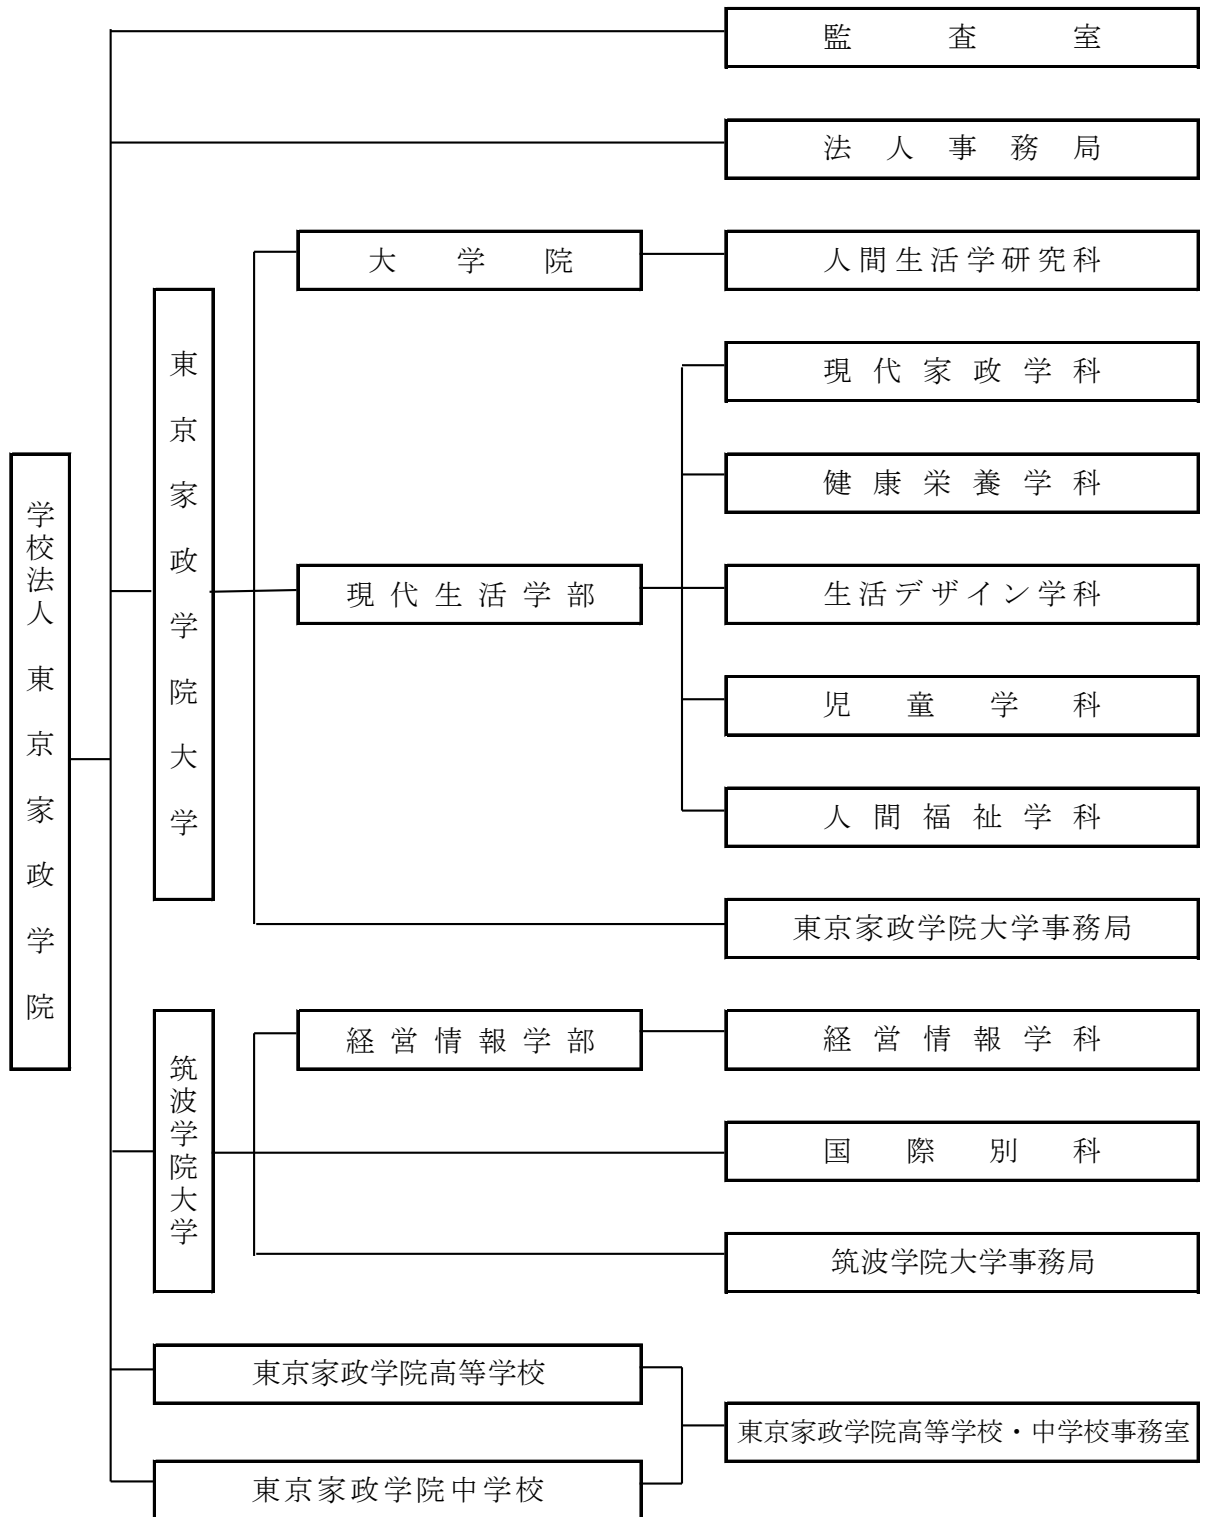 監査室
法人事務局
大学院
人間生活学研究科
東京家政学院大学
現代家政学科
健康栄養学科
学校法人 東京家政学院
現代生活学部
生活デザイン学科
児童学科
人間福祉学科
東京家政学院大学事務局
筑波学院大学
経営情報学部
経営情報学科
国際別科
筑波学院大学事務局
東京家政学院高等学校
東京家政学院高等学校・中学校事務室
東京家政学院中学校